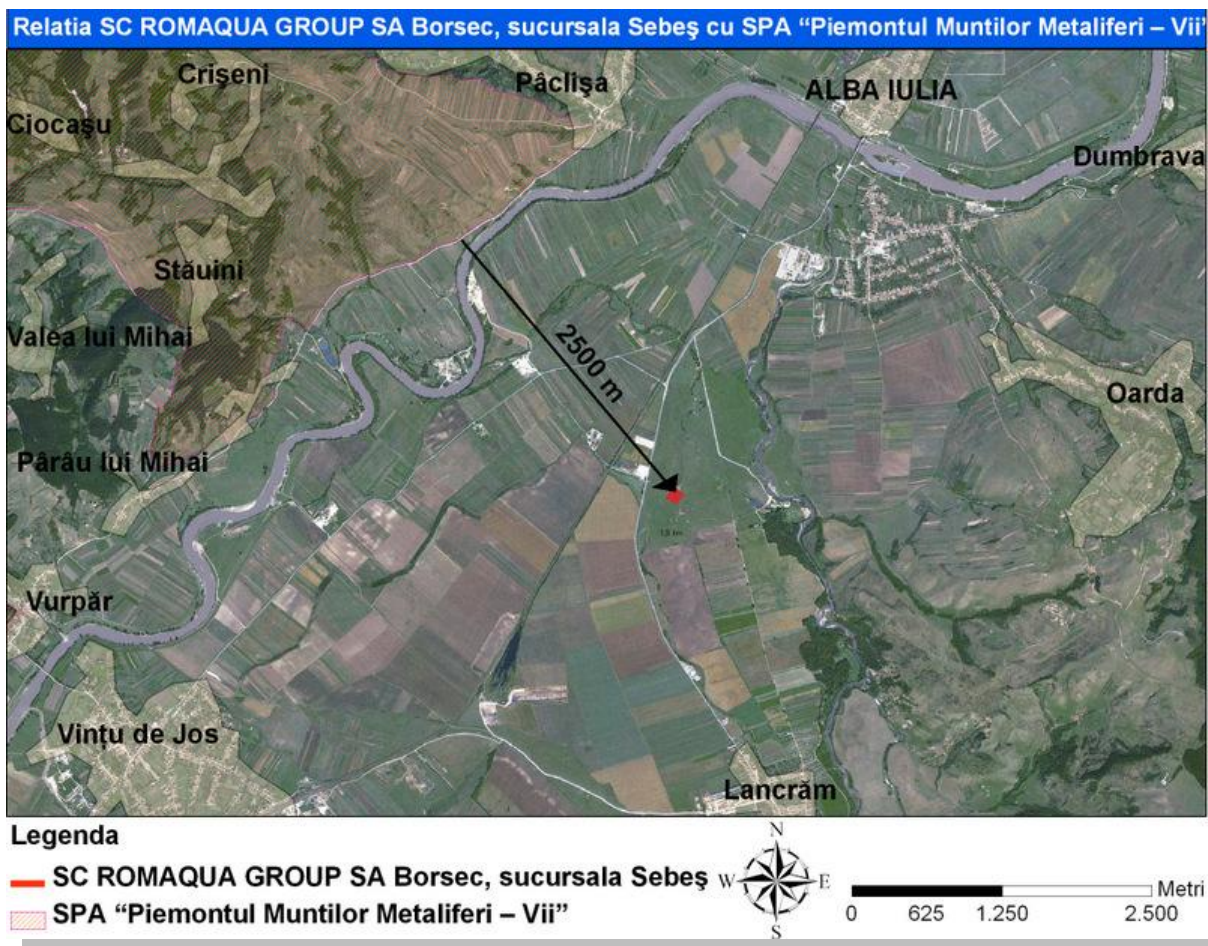 Relatia SC ROMAQUA GROUP SA Borsec, sucursala Sebeş cu SPA “Piemontul Muntilor Metaliferi – Vii”
Crişeni
Pâclişa
ALBA IULIA
Ciocaşu
Dumbrava
Stăuini
Valea lui Mihai
2500 m
Oarda
Pârâu lui Mihai
Vurpăr
Vinţu de Jos
Lancrăm
Legenda
SC ROMAQUA GROUP SA Borsec, sucursala Sebeş
SPA “Piemontul Muntilor Metaliferi – Vii”
N
W
E
S
Metri
0 625 1.250 2.500